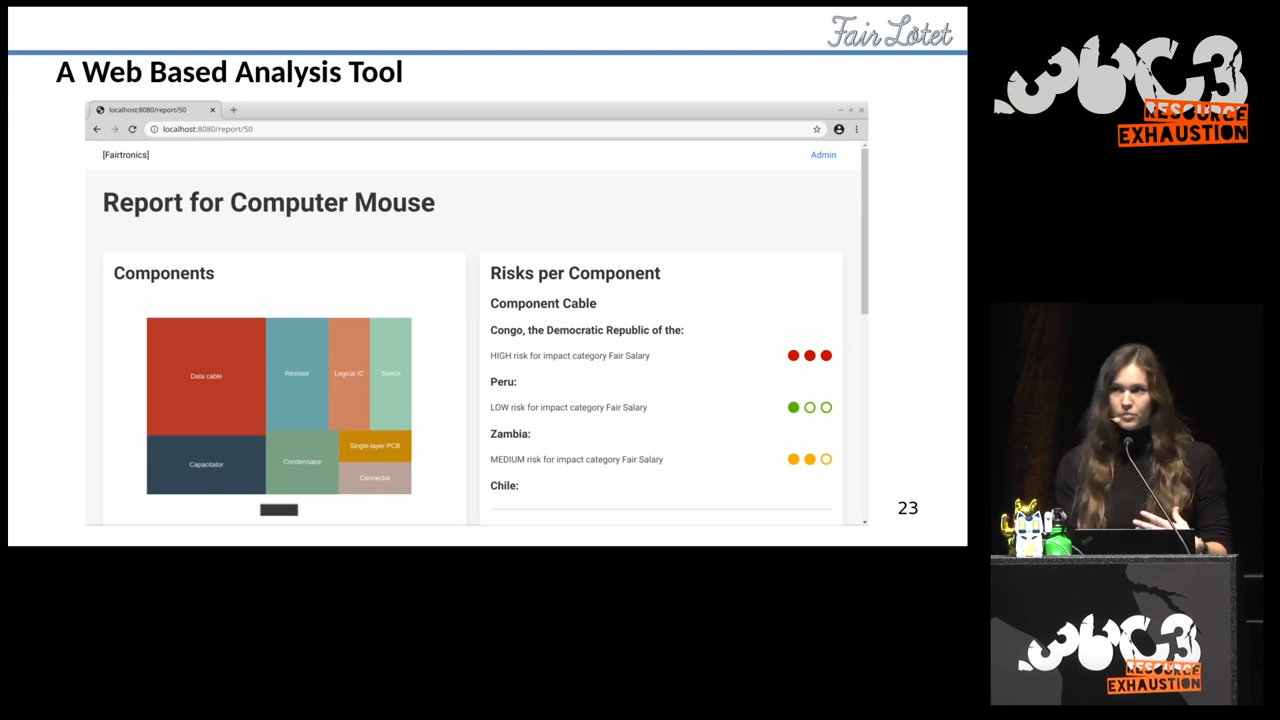 Fair Lötet
A Web Based Analysis Tool
localhost:8080/report/50
localhost:8080/report/50
[Fairtronics]
Admin
Report for Computer Mouse
Components
Data cable
Resistor
Logical IC
Switch
Capacitator
Condensator
Single-layer PCB
Connector
Risks per Component
Component Cable
Congo, the Democratic Republic of the:
HIGH risk for impact category Fair Salary
Peru:
LOW risk for impact category Fair Salary
Zambia:
MEDIUM risk for impact category Fair Salary
Chile:
23
36C3
RESOURCE
EXHAUSTION
36C3
RESOURCE
EXHAUSTION